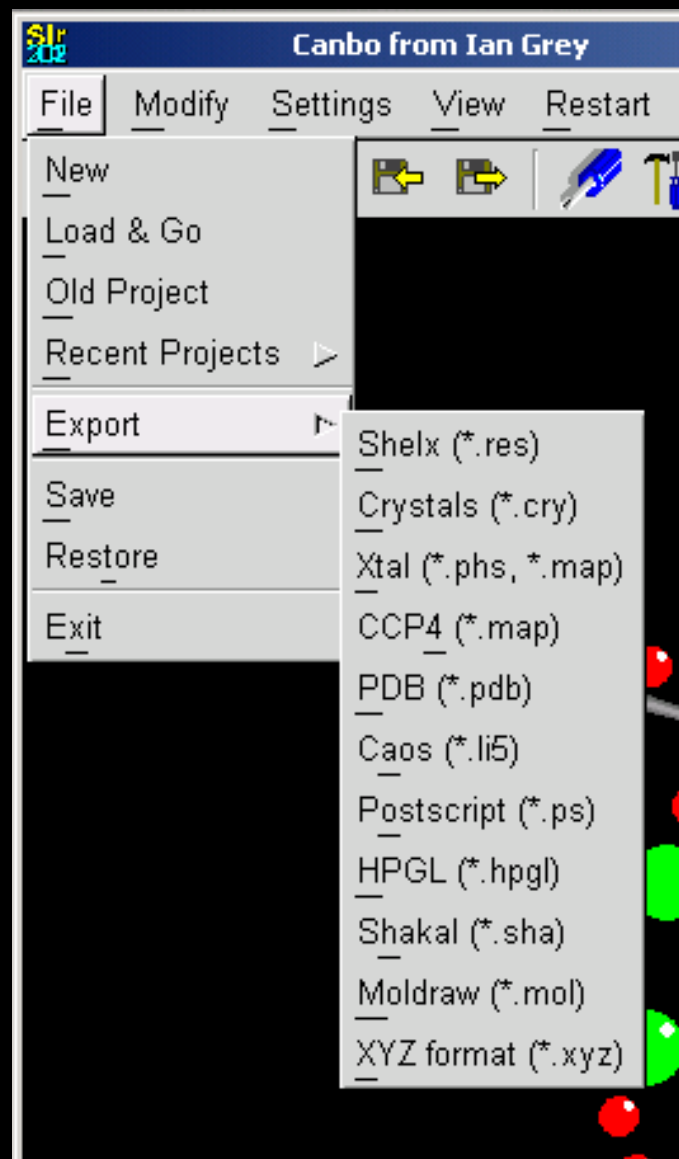 SIr
2002
Canbo from Ian Grey
File Modify Settings View Restart
New
Load & Go
Old Project
Recent Projects
Export
Save
Restore
Exit
Shelx (*.res)
Crystals (*.cry)
Xtal (*.phs, *.map)
CCP4 (*.map)
PDB (*.pdb)
Caos (*.li5)
Postscript (*.ps)
HPGL (*.hpgl)
Shakal (*.sha)
Moldraw (*.mol)
XYZ format (*.xyz)